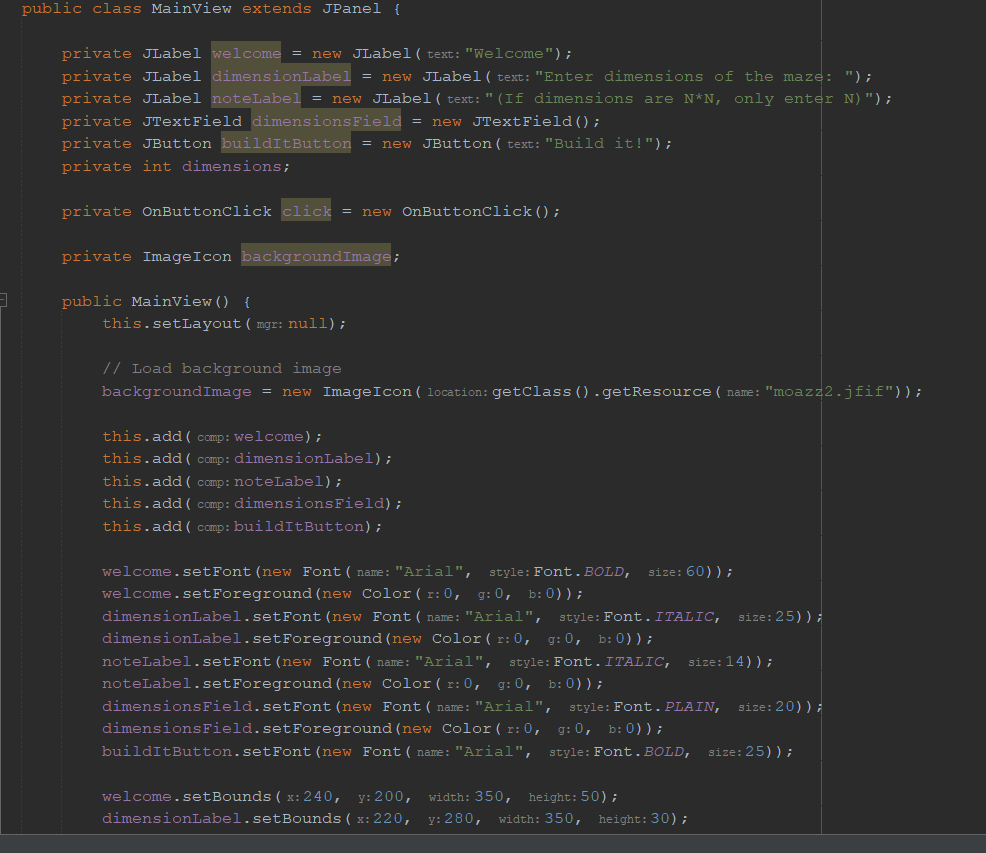 public class MainView extends JPanel {
private JLabel welcome = new JLabel( text: "Welcome");
private JLabel dimensionLabel = new JLabel( text: "Enter dimensions of the maze: ");
private JLabel noteLabel = new JLabel( text: "(If dimensions are N*N, only enter N)");
private JTextField dimensionsField = new JTextField();
private JButton buildItButton = new JButton( text: "Build it!");
private int dimensions;
private OnButtonClick click = new OnButtonClick();
private ImageIcon backgroundImage;
public MainView() {
this.setLayout( mgr: null);
// Load background image
backgroundImage = new ImageIcon( location: getClass().getResource( name: "moazz2.jfif"));
this.add( comp: welcome);
this.add( comp: dimensionLabel);
this.add( comp: noteLabel);
this.add( comp: dimensionsField);
this.add( comp: buildItButton);
welcome.setFont(new Font( name: "Arial", style: Font.BOLD, size: 60));
welcome.setForeground(new Color( r: 0, g: 0, b: 0));
dimensionLabel.setFont(new Font( name: "Arial", style: Font.ITALIC, size: 25));
dimensionLabel.setForeground(new Color( r: 0, g: 0, b: 0));
noteLabel.setFont(new Font( name: "Arial", style: Font.ITALIC, size: 14));
noteLabel.setForeground(new Color( r: 0, g: 0, b: 0));
dimensionsField.setFont(new Font( name: "Arial", style: Font.PLAIN, size: 20));
dimensionsField.setForeground(new Color( r: 0, g: 0, b: 0));
buildItButton.setFont(new Font( name: "Arial", style: Font.BOLD, size: 25));
welcome.setBounds( x: 240, y: 200, width: 350, height: 50);
dimensionLabel.setBounds( x: 220, y: 280, width: 350, height: 30);